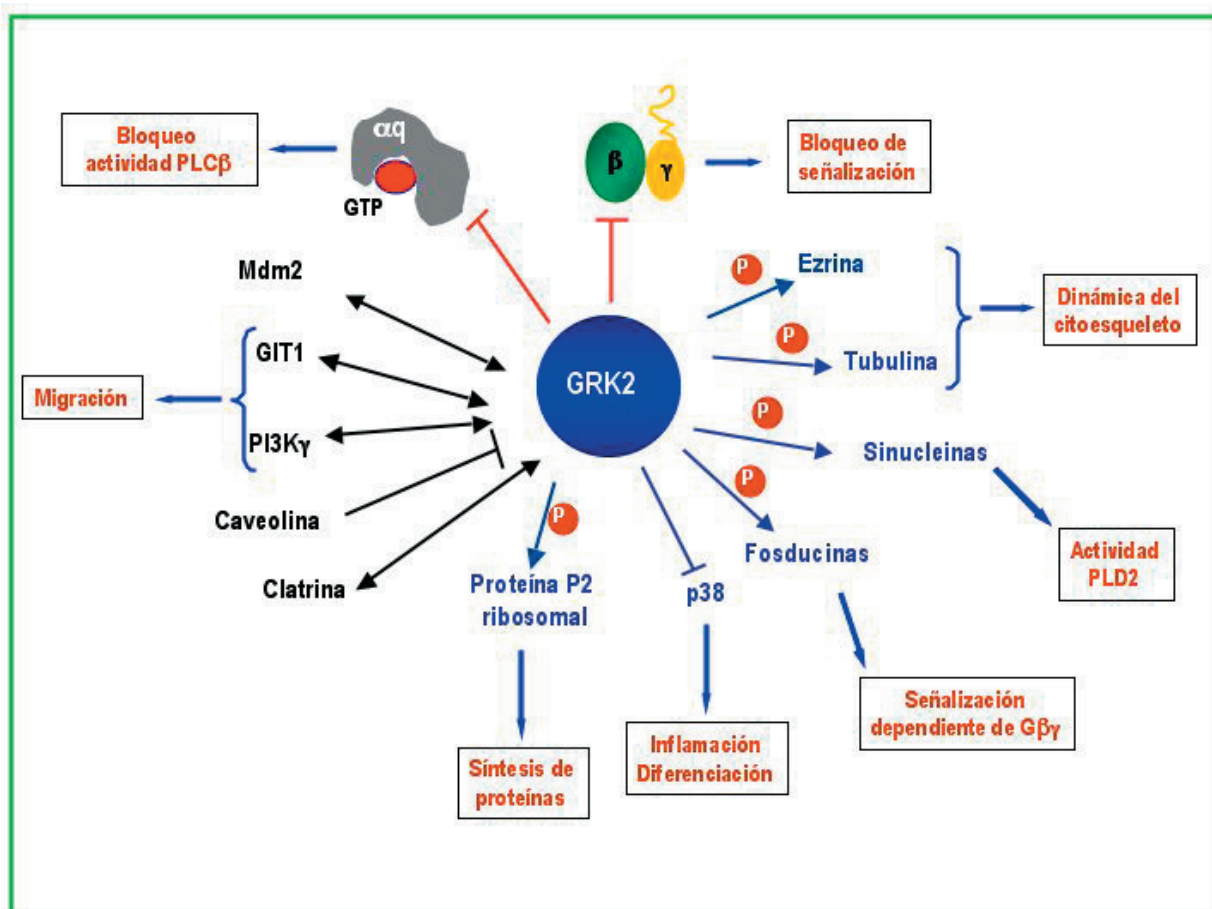 Bloqueo
actividad PLCβ
αq
GTP
β
γ
Bloqueo de
señalización
Mdm2
GIT1
Migración
PI3Kγ
Caveolina
Clatrina
GRK2
P
Ezrina
P
Tubulina
Dinámica del
citoesqueleto
P
Sinucleinas
P
Fosducinas
Actividad
PLD2
P
Proteína P2
ribosomal
p38
Señalización
dependiente de Gβγ
Síntesis de
proteínas
Inflamación
Diferenciación